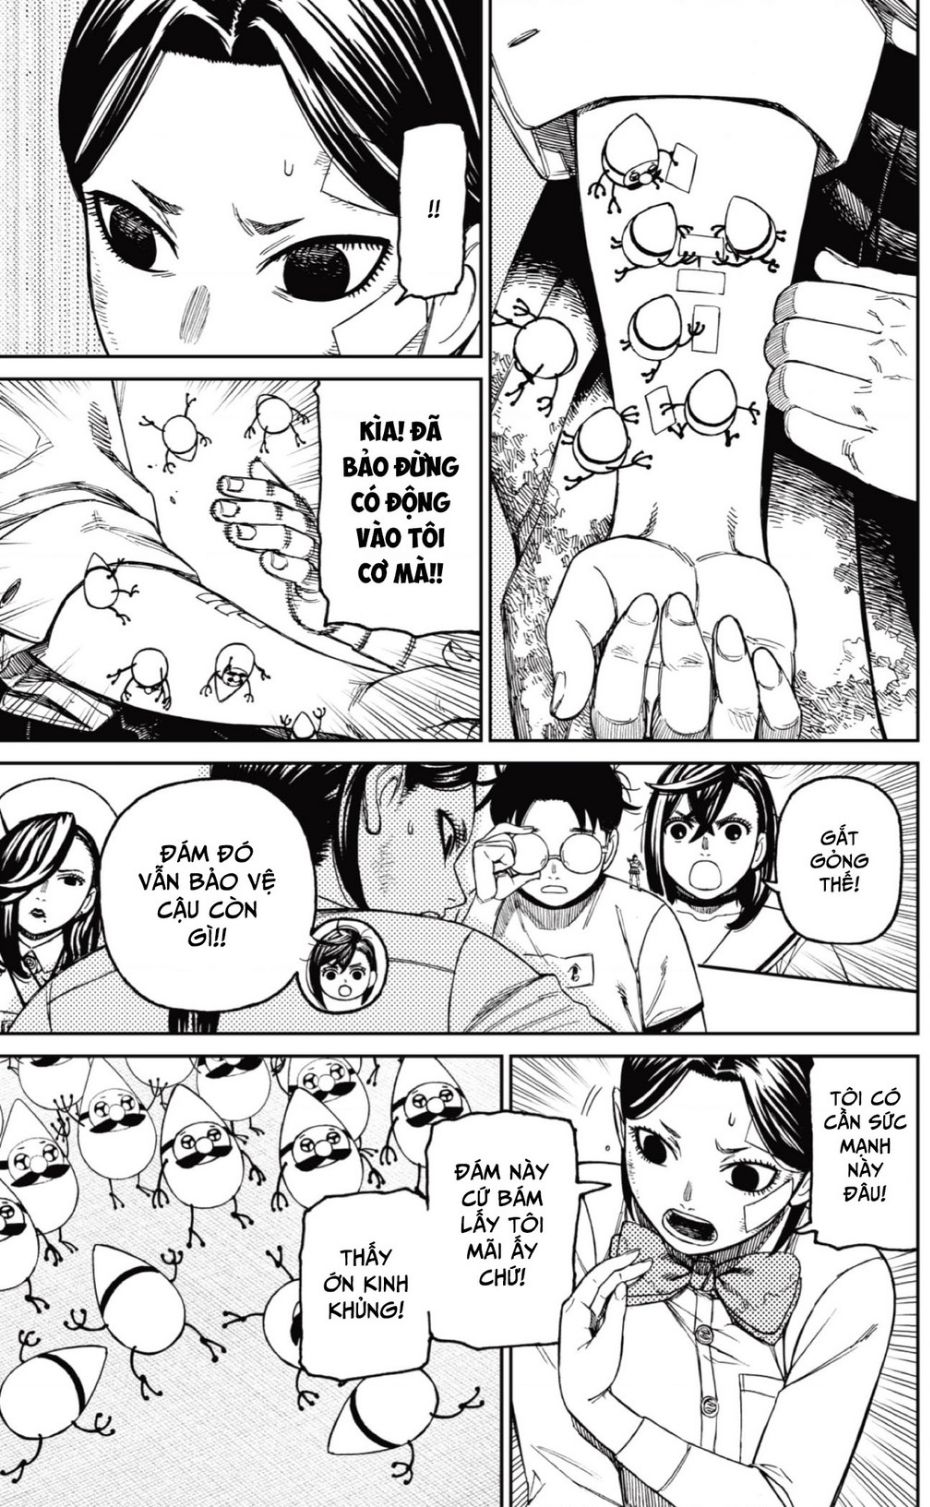 !!
KÌA! ĐÃ
BẢO ĐỪNG
CÓ ĐỘNG
VÀO TÔI
CƠ MÀ!!
GẮT
GỎNG
THẾ!
ĐÁM ĐÓ
VẪN BẢO VỆ
CẬU CÒN
GÌ!!
TÔI CÓ
CẦN SỨC
MẠNH
NÀY
ĐÂU!
ĐÁM NÀY
CỨ BÁM
LẤY TÔI
MÃI ẤY
CHỨ!
THẤY
ỚN KINH
KHỦNG!